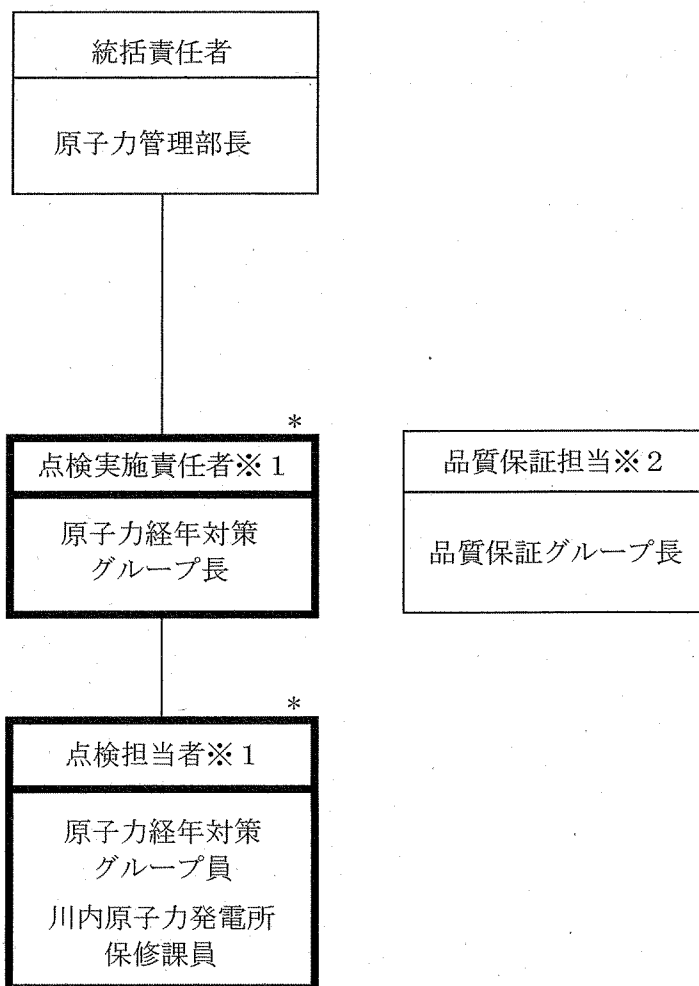 統括責任者
原子力管理部長
*
点検実施責任者※1
原子力経年対策
グループ長
品質保証担当※2
品質保証グループ長
*
点検担当者※1
原子力経年対策
グループ員
川内原子力発電所
保修課員